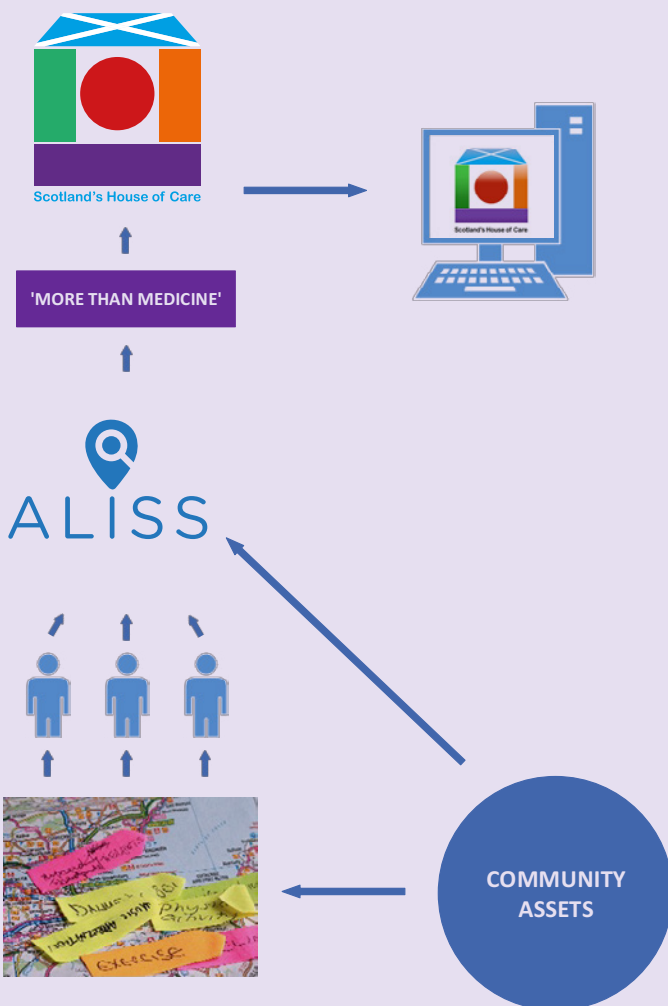 Scotland's House of Care
Scotland's House of Care
'MORE THAN MEDICINE'
ALISS
COMMUNITY
ASSETS
EXERCISE